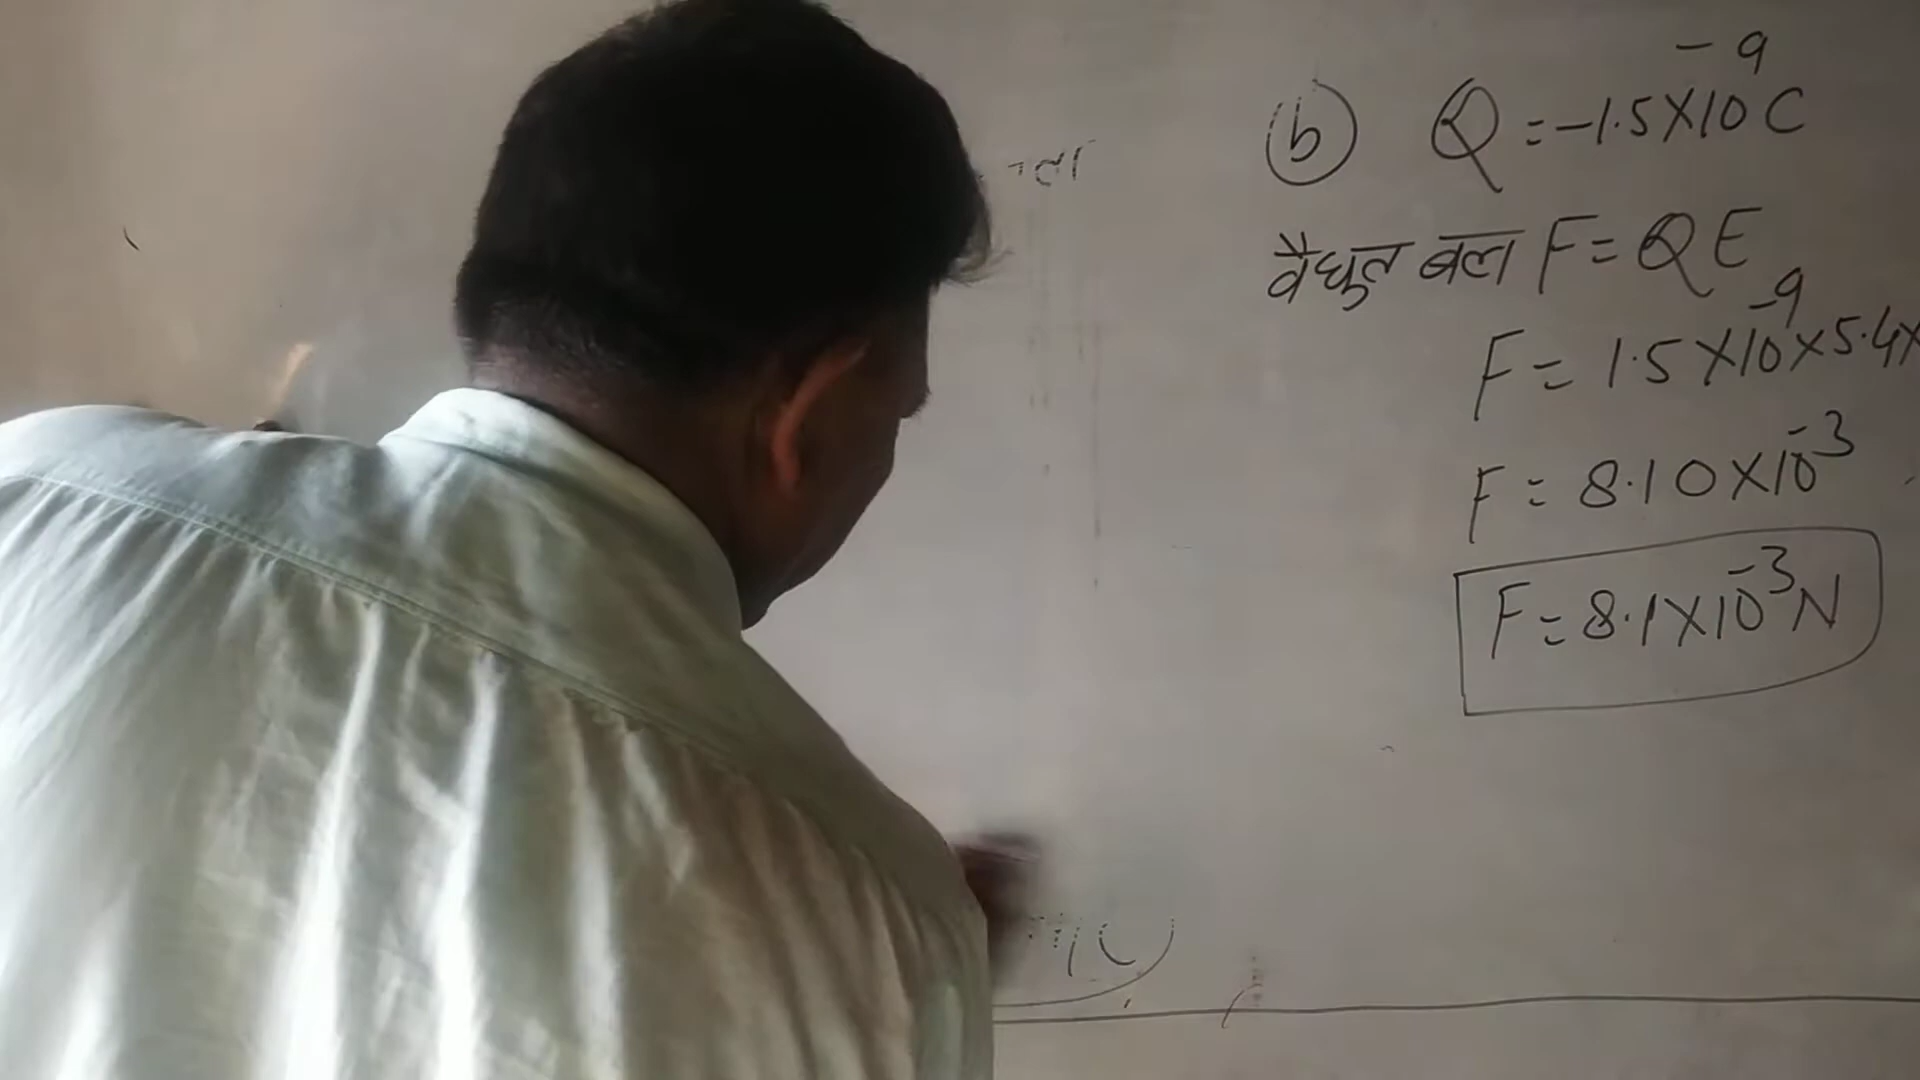 (b) Q = -1.5×10⁻⁹ C
वैद्युत बल F = QE
F = 1.5×10⁻⁹×5.4×
F = 8.10×10⁻³
F = 8.1×10⁻³ N